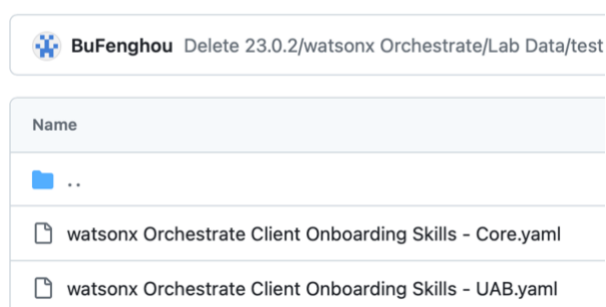 BuFenghou Delete 23.0.2/watsonx Orchestrate/Lab Data/test
Name
..
watsonx Orchestrate Client Onboarding Skills - Core.yaml
watsonx Orchestrate Client Onboarding Skills - UAB.yaml